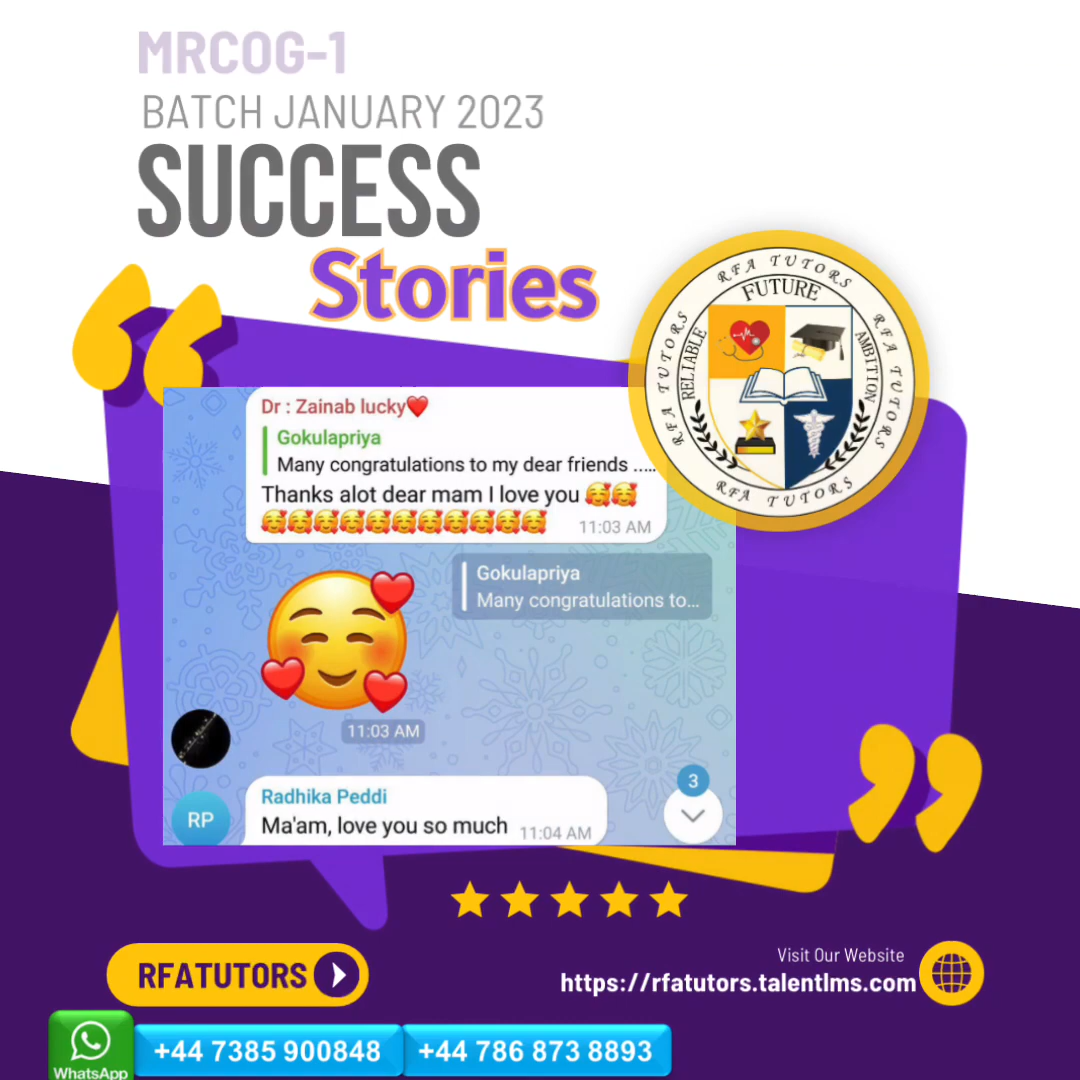 MRCOG-1
BATCH JANUARY 2023
SUCCESS
Stories
RFA TUTORS
RFA TUTORS
RFA TUTORS
RFA TUTORS
FUTURE
RELIABLE
AMBITION
Dr : Zainab lucky❤️
Gokulapriya
Many congratulations to my dear friends .....
Thanks alot dear mam I love you 🥰🥰
🥰🥰🥰🥰🥰🥰🥰🥰🥰🥰🥰 11:03 AM
Gokulapriya
Many congratulations to...
11:03 AM
3
RP
Radhika Peddi
Ma'am, love you so much 11:04 AM
RFATUTORS
Visit Our Website
https://rfatutors.talentlms.com
WhatsApp
+44 7385 900848
+44 786 873 8893